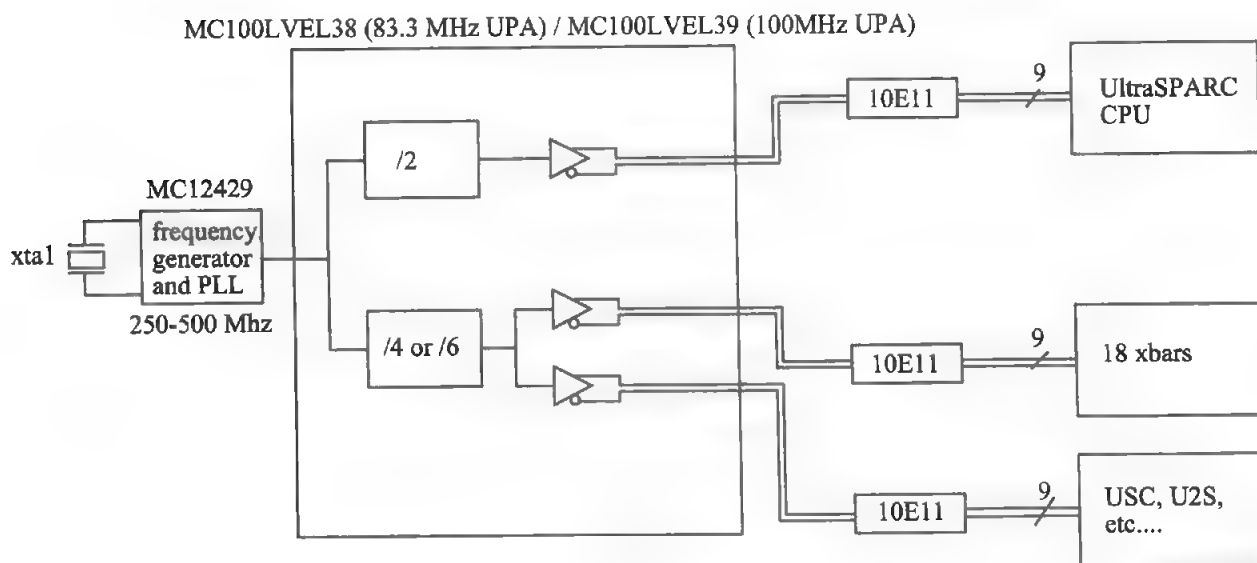 MC100LVEL38 (83.3 MHz UPA) / MC100LVEL39 (100MHz UPA)
9
10E11
UltraSPARC
CPU
/2
MC12429
xta1
frequency
generator
and PLL
250-500 Mhz
/4 or /6
9
10E11
18 xbars
9
10E11
USC, U2S,
etc....